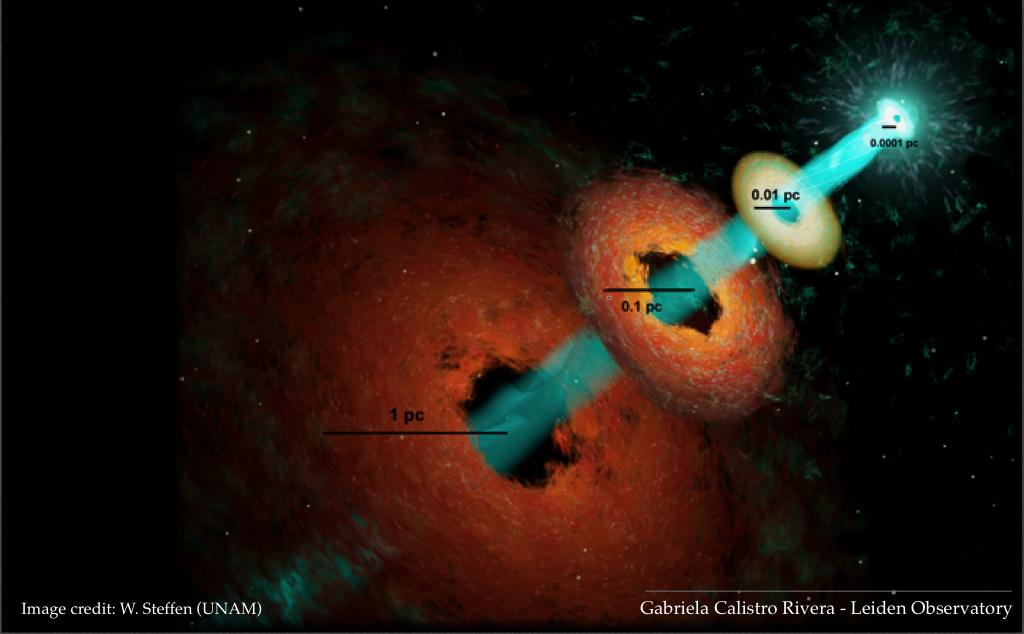 0.0001 pc
0.01 pc
0.1 pc
1 pc
Image credit: W. Steffen (UNAM)
Gabriela Calistro Rivera - Leiden Observatory